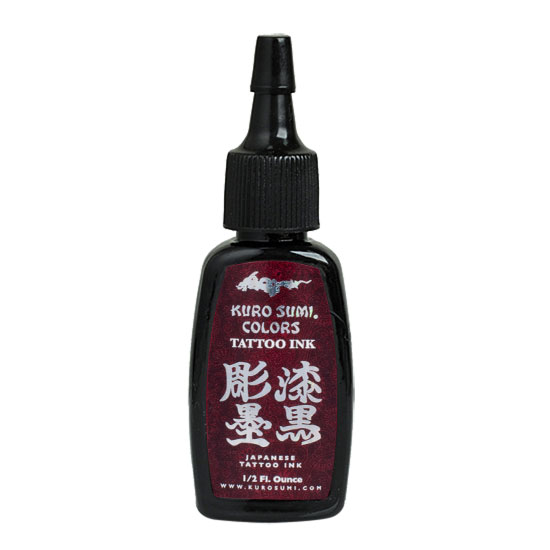 KURO SUMI®
COLORS
TATTOO INK
漆黒
彫墨
JAPANESE
TATTOO INK
1/2 Fl. Ounce
WWW.KUROSUMI.COM